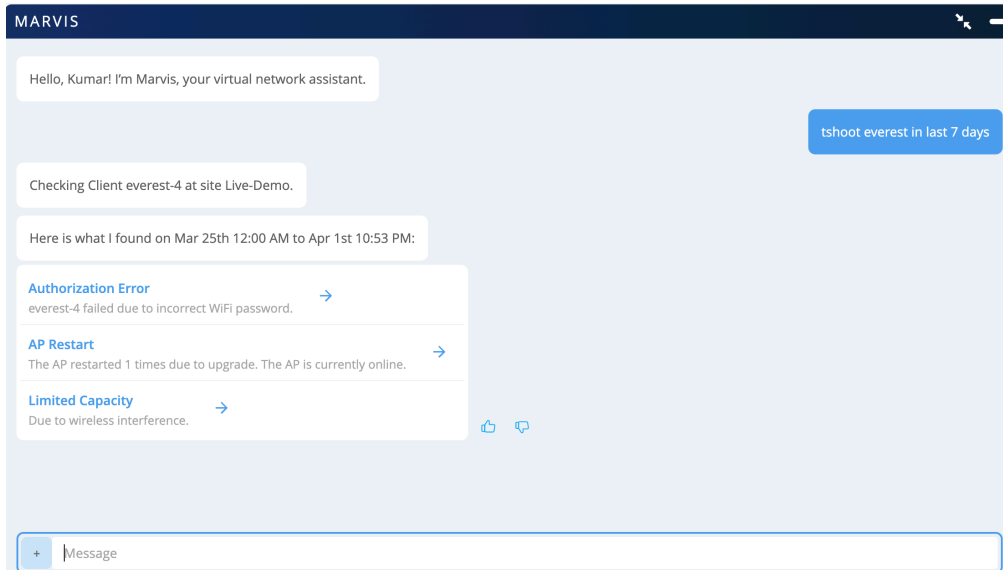 MARVIS
Hello, Kumar! I'm Marvis, your virtual network assistant.
tshoot everest in last 7 days
Checking Client everest-4 at site Live-Demo.
Here is what I found on Mar 25th 12:00 AM to Apr 1st 10:53 PM:
Authorization Error
everest-4 failed due to incorrect WiFi password.
AP Restart
The AP restarted 1 times due to upgrade. The AP is currently online.
Limited Capacity
Due to wireless interference.
+ Message